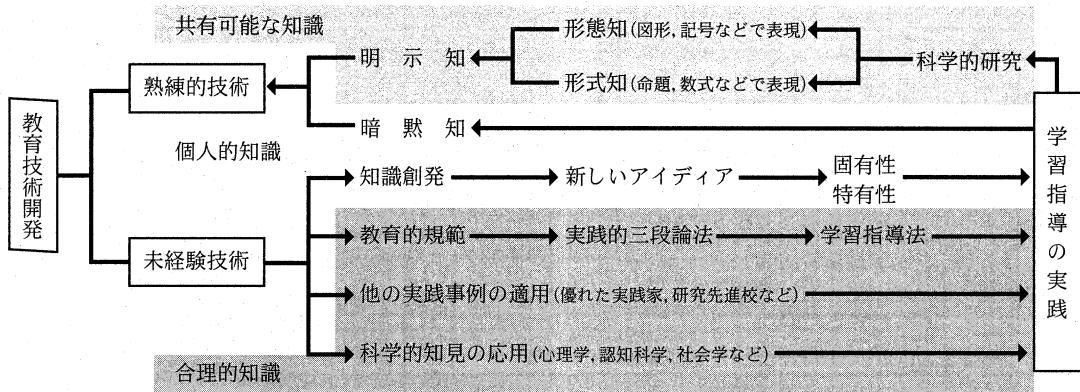 共有可能な知識
形態知(図形,記号などで表現)
明示知
科学的研究
熟練的技術
形式知(命題,数式などで表現)
教育技術開発
暗黙知
個人的知識
知識創発
新しいアイディア
固有性
特有性
学習指導の実践
教育的規範
実践的三段論法
学習指導法
未経験技術
他の実践事例の適用(優れた実践家,研究先進校など)
科学的知見の応用(心理学,認知科学,社会学など)
合理的知識